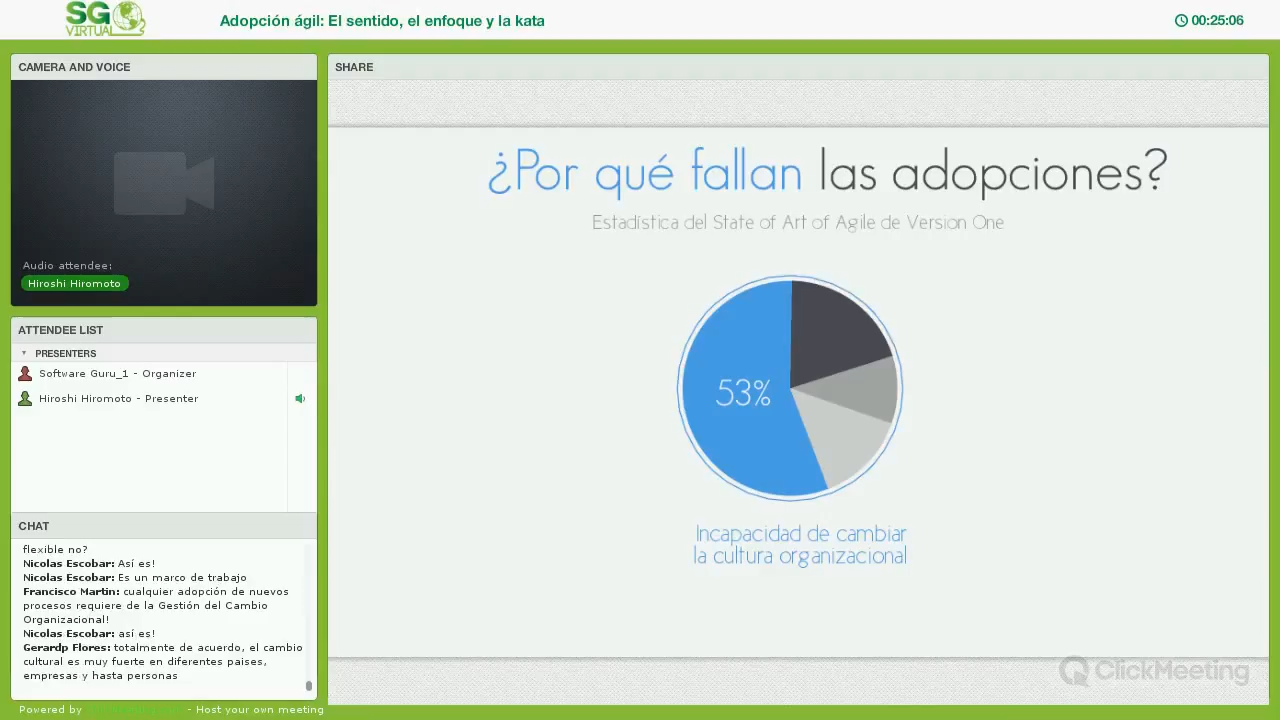 SG
VIRTUAL
Adopción ágil: El sentido, el enfoque y la kata
00:25:06
CAMERA AND VOICE
Audio attendee:
Hiroshi Hiromoto
ATTENDEE LIST
PRESENTERS
Software Guru_1 - Organizer
Hiroshi Hiromoto - Presenter
CHAT
flexible no?
Nicolas Escobar: Así es!
Nicolas Escobar: Es un marco de trabajo
Francisco Martin: cualquier adopción de nuevos
procesos requiere de la Gestión del Cambio
Organizacional!
Nicolas Escobar: así es!
Gerardp Flores: totalmente de acuerdo, el cambio
cultural es muy fuerte en diferentes paises,
empresas y hasta personas
Powered by - Host your own meeting
SHARE
¿Por qué fallan las adopciones?
Estadística del State of Art of Agile de Version One
53%
Incapacidad de cambiar
la cultura organizacional
ClickMeeting